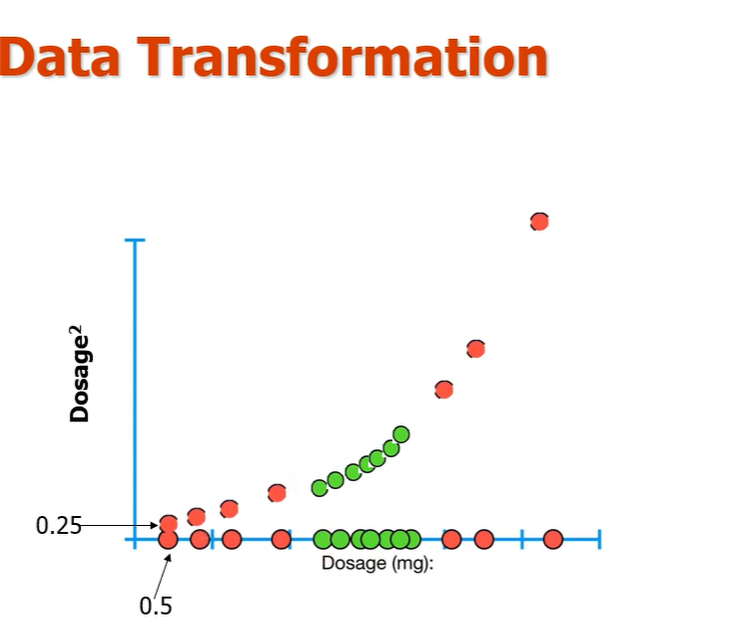 Data Transformation
Dosage²
0.25
Dosage (mg):
0.5